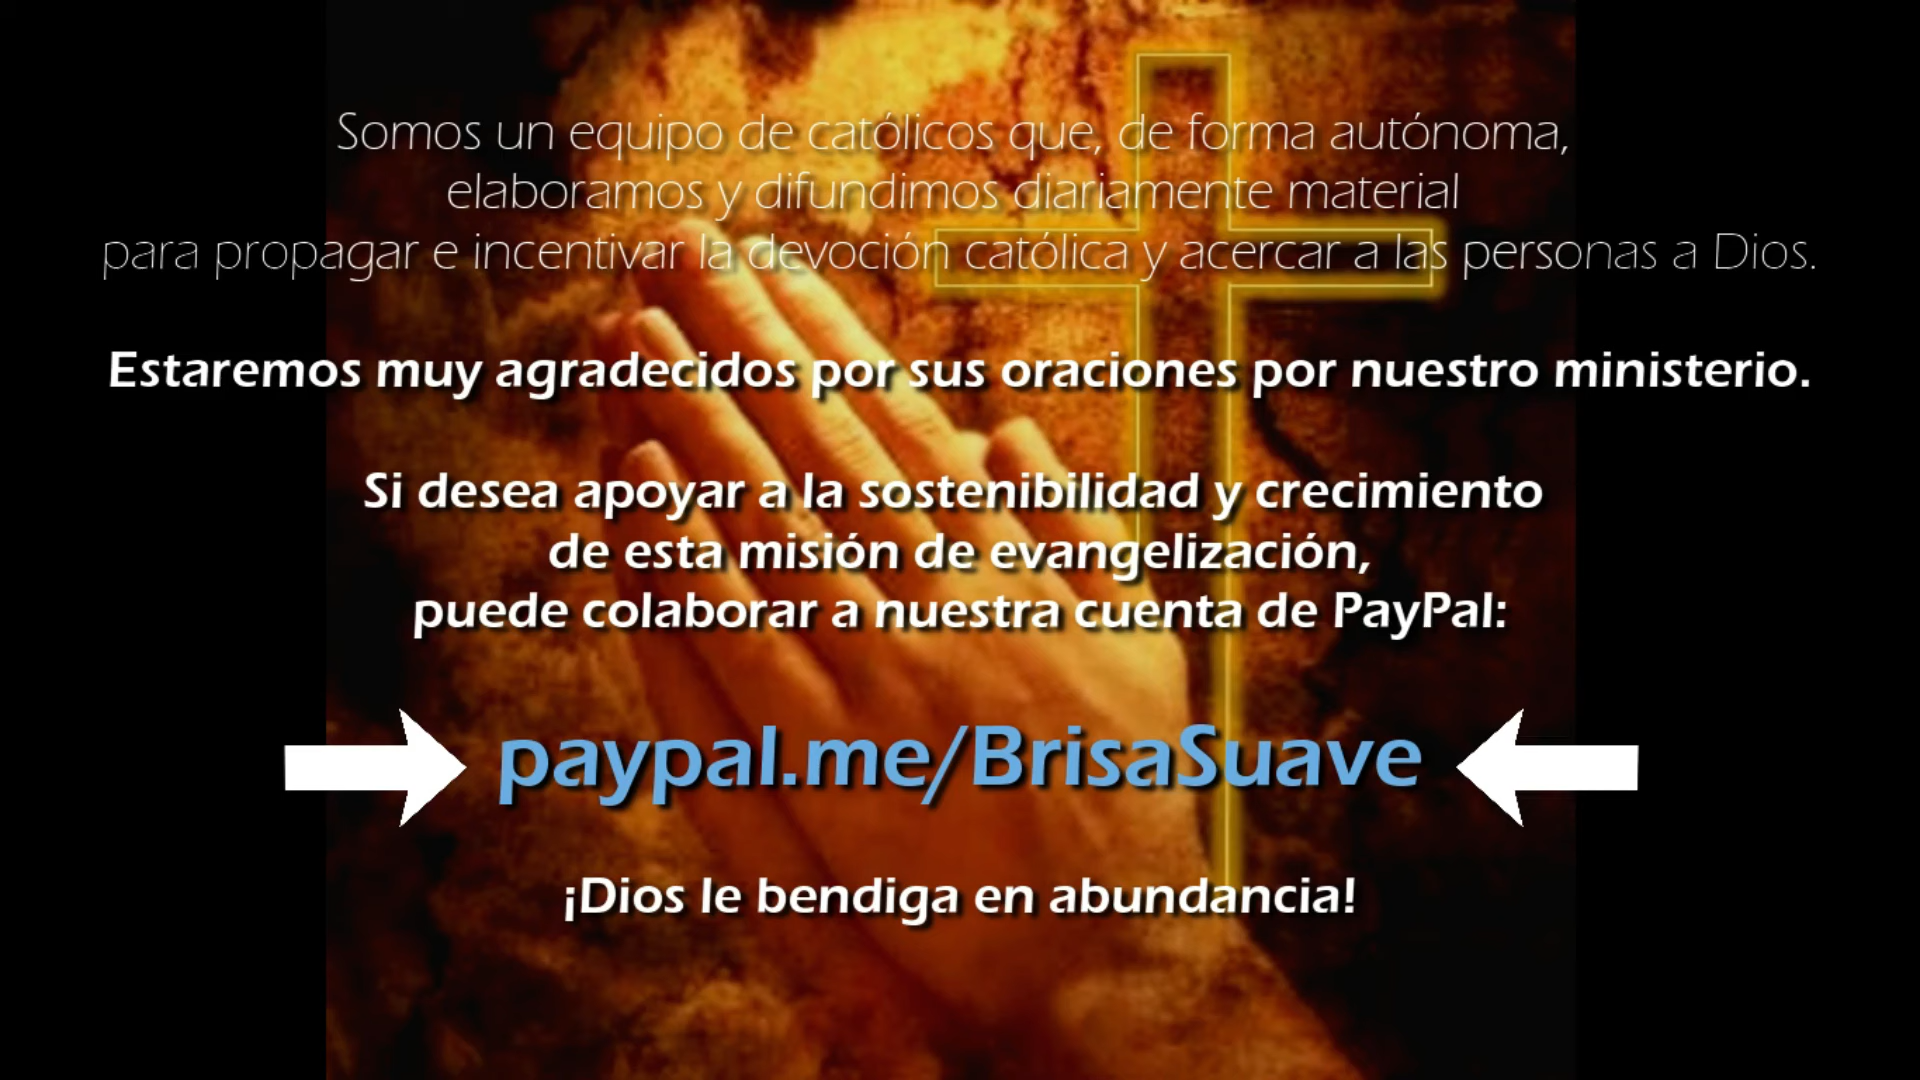 Somos un equipo de católicos que, de forma autónoma,
elaboramos y difundimos diariamente material
para propagar e incentivar la devoción católica y acercar a las personas a Dios.
Estaremos muy agradecidos por sus oraciones por nuestro ministerio.
Si desea apoyar a la sostenibilidad y crecimiento
de esta misión de evangelización,
puede colaborar a nuestra cuenta de PayPal:
paypal.me/BrisaSuave
¡Dios le bendiga en abundancia!